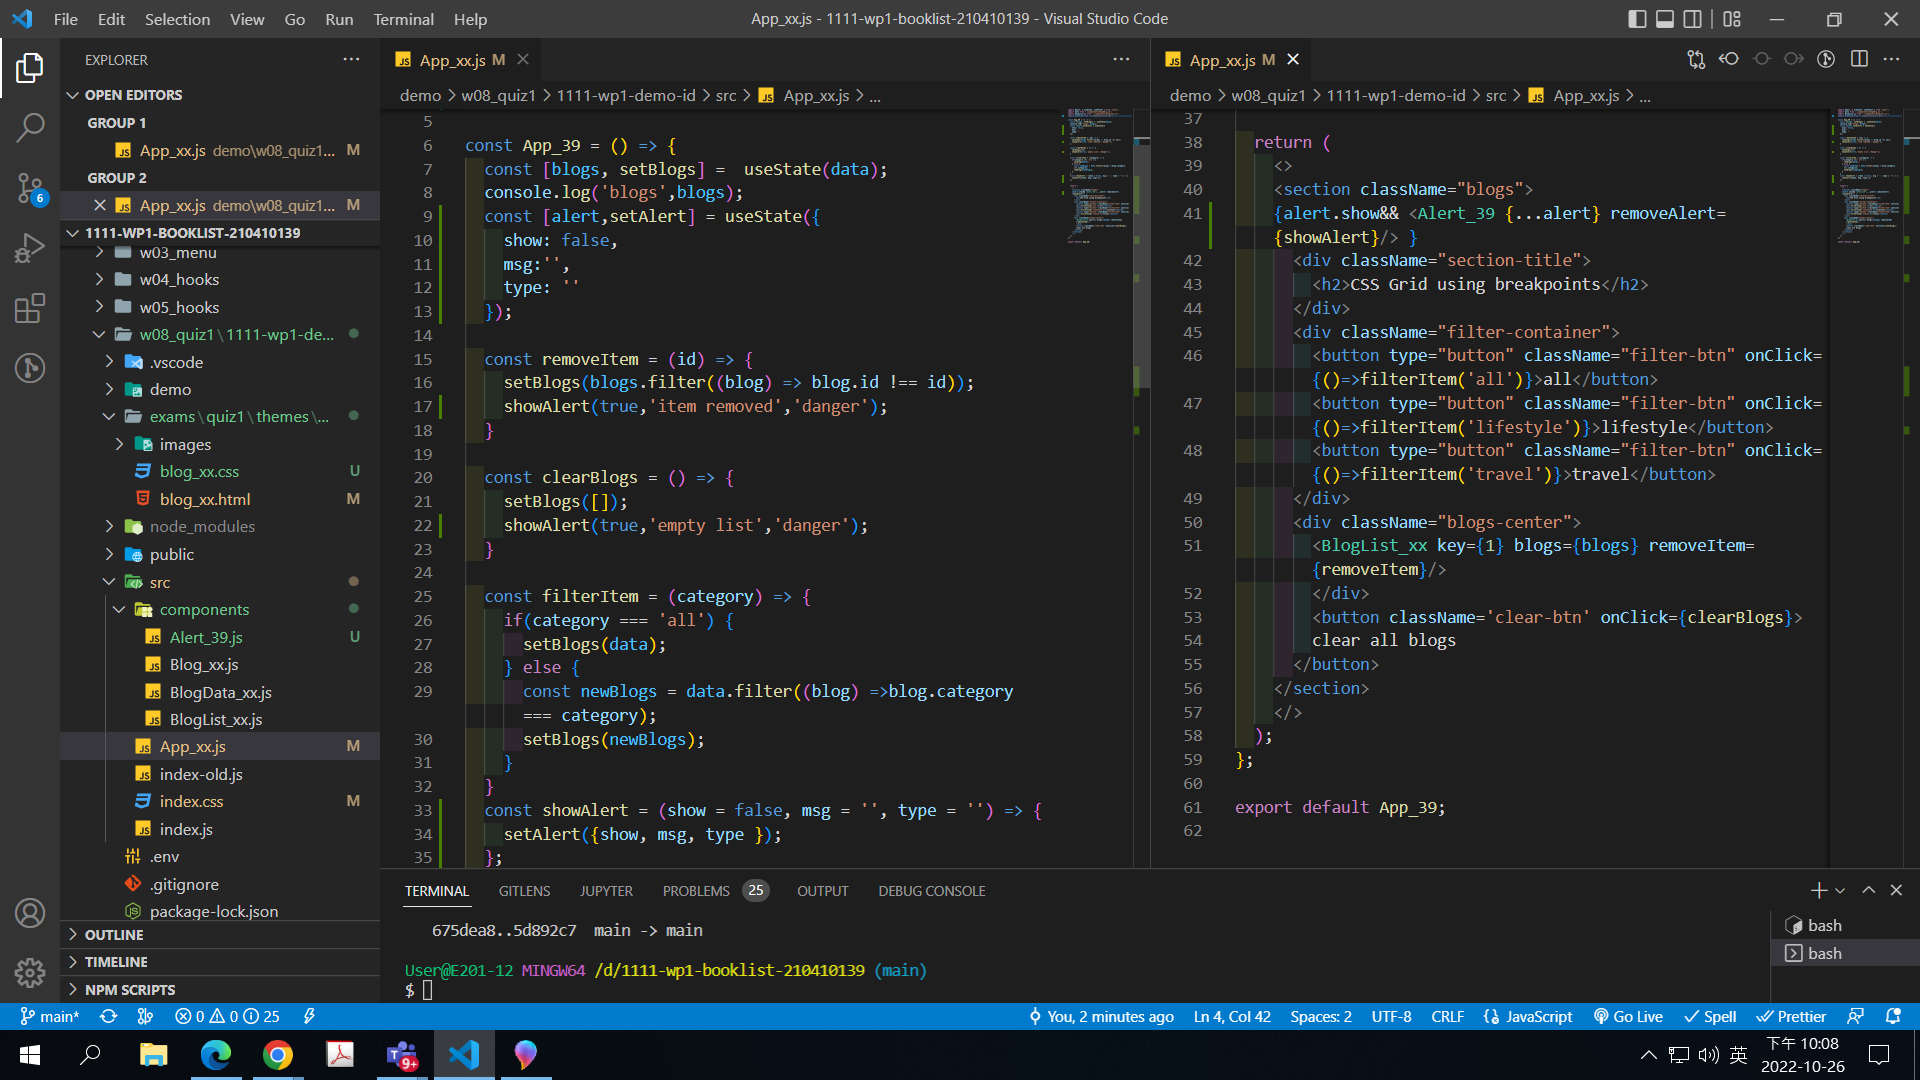 File Edit Selection View Go Run Terminal Help
App_xx.js - 1111-wp1-booklist-210410139 - Visual Studio Code
EXPLORER
OPEN EDITORS
GROUP 1
App_xx.js demo\w08_quiz1... M
GROUP 2
App_xx.js demo\w08_quiz1... M
1111-WP1-BOOKLIST-210410139
w03_menu
w04_hooks
w05_hooks
w08_quiz1\1111-wp1-de...
.vscode
demo
exams\quiz1\themes\...
images
blog_xx.css U
blog_xx.html M
node_modules
public
src
components
Alert_39.js U
Blog_xx.js
BlogData_xx.js
BlogList_xx.js
App_xx.js M
index-old.js
index.css M
index.js
.env
.gitignore
package-lock.json
OUTLINE
TIMELINE
NPM SCRIPTS
6
App_xx.js M
demo > w08_quiz1 > 1111-wp1-demo-id > src > App_xx.js > ...
5
6 const App_39 = () => {
7 const [blogs, setBlogs] =  useState(data);
8 console.log('blogs',blogs);
9 const [alert,setAlert] = useState({
10 show: false,
11 msg:'',
12 type: ''
13 });
14
15 const removeItem = (id) => {
16 setBlogs(blogs.filter((blog) => blog.id !== id));
17 showAlert(true,'item removed','danger');
18 }
19
20 const clearBlogs = () => {
21 setBlogs([]);
22 showAlert(true,'empty list','danger');
23 }
24
25 const filterItem = (category) => {
26 if(category === 'all') {
27 setBlogs(data);
28 } else {
29 const newBlogs = data.filter((blog) =>blog.category
=== category);
30 setBlogs(newBlogs);
31 }
32 }
33 const showAlert = (show = false, msg = '', type = '') => {
34 setAlert({show, msg, type });
35 };
App_xx.js M
demo > w08_quiz1 > 1111-wp1-demo-id > src > App_xx.js > ...
37
38 return (
39 <>
40 <section className="blogs">
41 {alert.show&& <Alert_39 {...alert} removeAlert=
{showAlert}/> }
42 <div className="section-title">
43 <h2>CSS Grid using breakpoints</h2>
44 </div>
45 <div className="filter-container">
46 <button type="button" className="filter-btn" onClick=
{()=>filterItem('all')}>all</button>
47 <button type="button" className="filter-btn" onClick=
{()=>filterItem('lifestyle')}>lifestyle</button>
48 <button type="button" className="filter-btn" onClick=
{()=>filterItem('travel')}>travel</button>
49 </div>
50 <div className="blogs-center">
51 <BlogList_xx key={1} blogs={blogs} removeItem=
{removeItem}/>
52 </div>
53 <button className='clear-btn' onClick={clearBlogs}>
54 clear all blogs
55 </button>
56 </section>
57 </>
58 );
59 };
60
61 export default App_39;
62
TERMINAL GITLENS JUPYTER PROBLEMS 25 OUTPUT DEBUG CONSOLE
675dea8..5d892c7  main -> main
User@E201-12 MINGW64 /d/1111-wp1-booklist-210410139 (main)
$
bash
bash
main* 0 0 25
You, 2 minutes ago Ln 4, Col 42 Spaces: 2 UTF-8 CRLF JavaScript Go Live Spell Prettier
9+
英
下午 10:08
2022-10-26